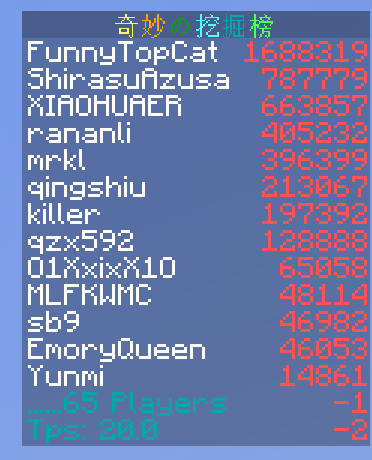 奇妙の挖掘榜
FunnyTopCat 1688319
ShirasuAzusa 787779
XIAOHUAER 663857
rananli 405232
mrkl 396399
qingshiu 213067
killer 197392
qzx592 128888
01XxixX10 65058
MLFKWMC 48114
sb9 46982
EmoryQueen 46053
Yunmi 14861
......65 Players -1
Tps: 20.0 -2